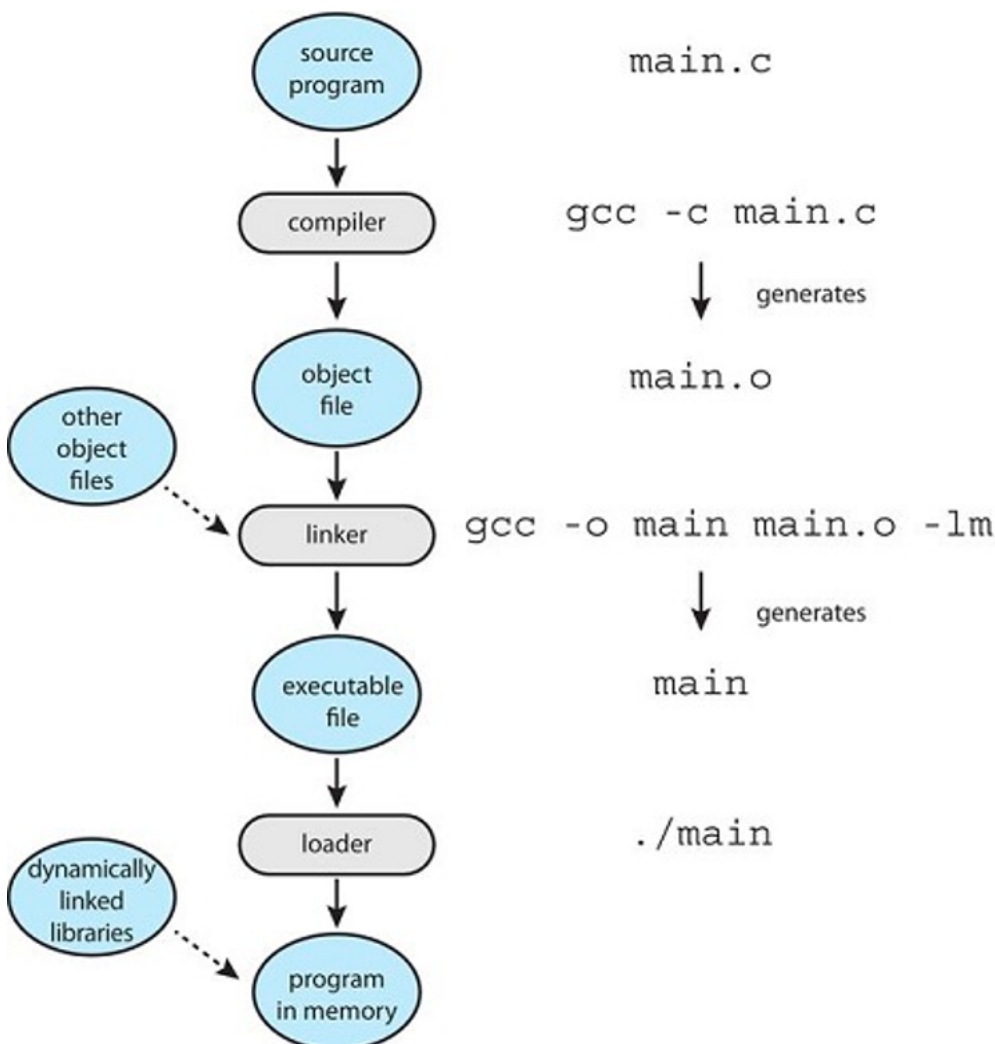 source
program
main.c
compiler
gcc -c main.c
generates
object
file
main.o
other
object
files
linker
gcc -o main main.o -lm
generates
executable
file
main
loader
./main
dynamically
linked
libraries
program
in memory